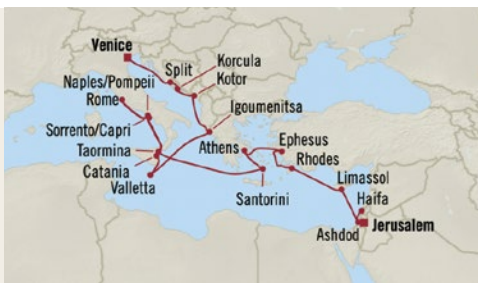 Venice
Split
Korcula
Kotor
Naples/Pompeii
Rome
Igoumenitsa
Sorrento/Capri
Taormina
Catania
Valletta
Athens
Ephesus
Rhodes
Santorini
Limassol
Haifa
Ashdod
Jerusalem